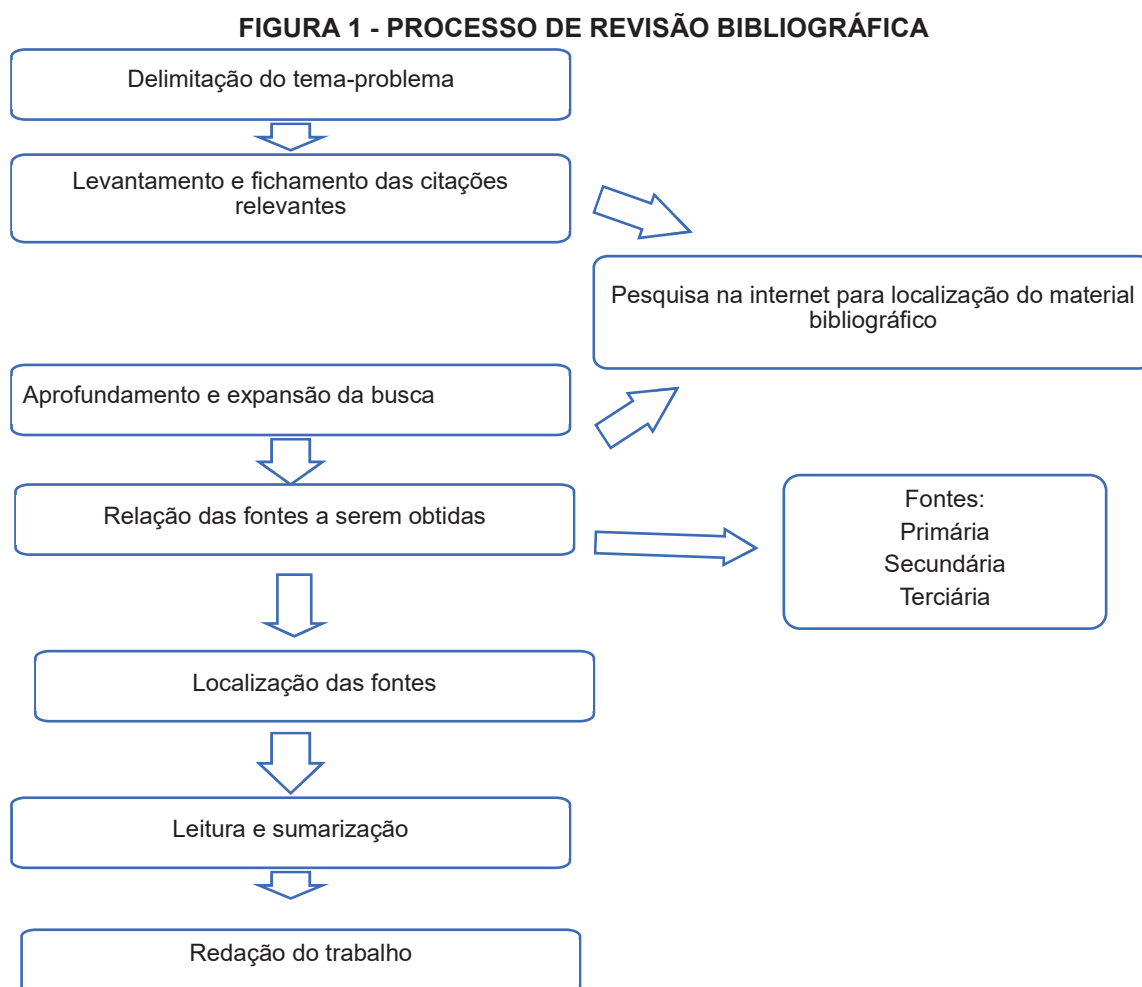 FIGURA 1 - PROCESSO DE REVISÃO BIBLIOGRÁFICA
Delimitação do tema-problema
Levantamento e fichamento das citações
relevantes
Pesquisa na internet para localização do material
bibliográfico
Aprofundamento e expansão da busca
Relação das fontes a serem obtidas
Fontes:
Primária
Secundária
Terciária
Localização das fontes
Leitura e sumarização
Redação do trabalho